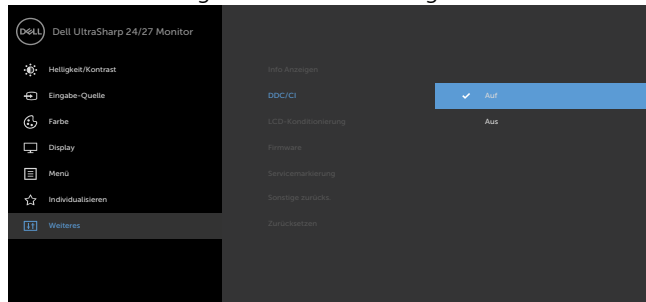 DELL Dell UltraSharp 24/27 Monitor
Helligkeit/Kontrast Info Anzeigen
Eingabe-Quelle DDC/CI Auf
Farbe LCD-Konditionierung Aus
Display Firmware
Menü Servicemarkierung
Individualisieren Sonstige zurücks.
Weiteres Zurücksetzen